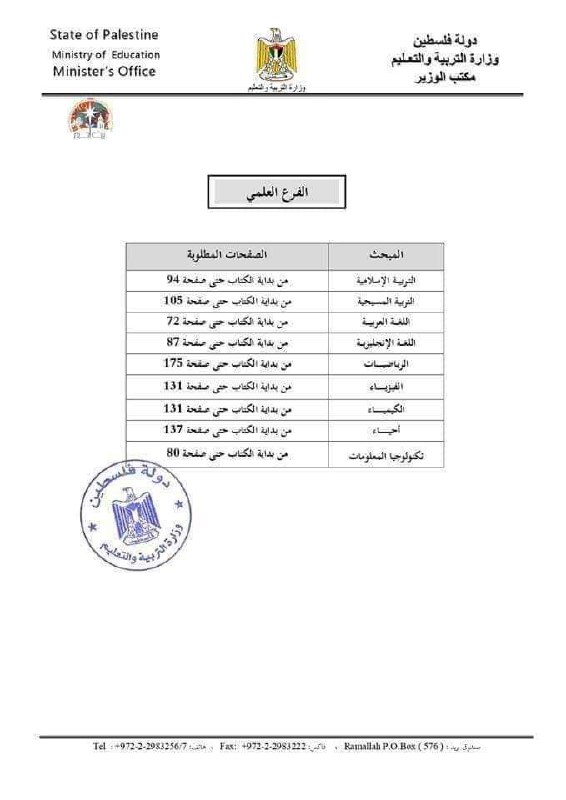 State of Palestine
Ministry of Education
Minister's Office
دولة فلسطين
وزارة التربية والتعليم
مكتب الوزير
وزارة التربية والتعليم
الفرع العلمي
المبحث الصفحات المطلوبة
التربية الإسلامية من بداية الكتاب حتى صفحة 94
التربية المسيحية من بداية الكتاب حتى صفحة 105
اللغة العربية من بداية الكتاب حتى صفحة 72
اللغة الإنجليزية من بداية الكتاب حتى صفحة 87
الرياضيات من بداية الكتاب حتى صفحة 175
الفيزياء من بداية الكتاب حتى صفحة 131
الكيمياء من بداية الكتاب حتى صفحة 131
أحياء من بداية الكتاب حتى صفحة 137
تكنولوجيا المعلومات من بداية الكتاب حتى صفحة 80
دولة فلسطين
وزارة التربية والتعليم
Tel : +972-2-2983256/7 هاتف: ، Fax: +972-2-2983222 فاكس: ، Ramallah P.O.Box ( 576 ) صندوق بريد: